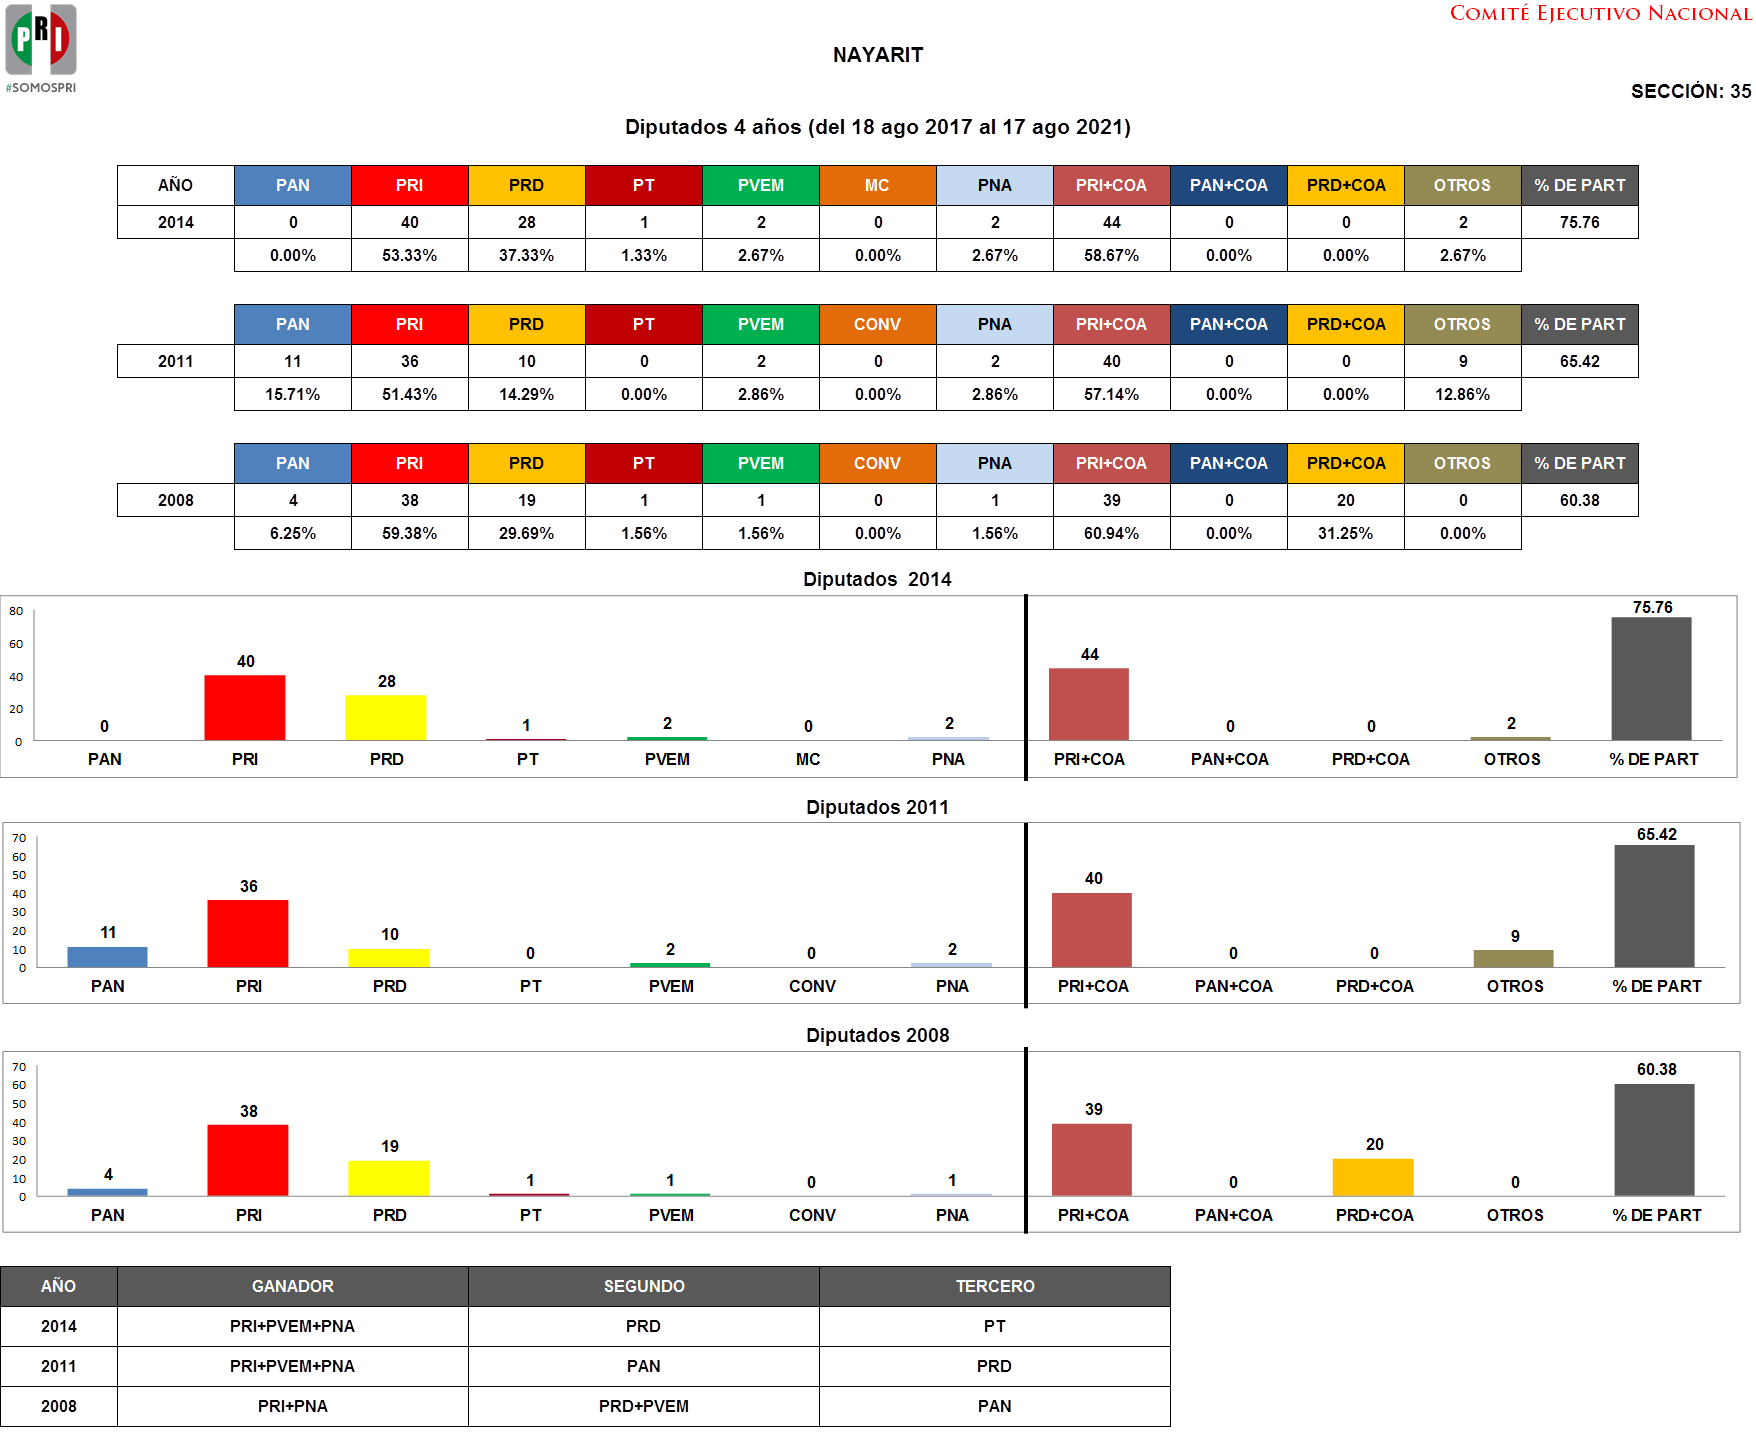 PRI
#SOMOSPRI
COMITÉ EJECUTIVO NACIONAL
NAYARIT
SECCIÓN: 35
Diputados 4 años (del 18 ago 2017 al 17 ago 2021)
AÑO PAN PRI PRD PT PVEM MC PNA PRI+COA PAN+COA PRD+COA OTROS % DE PART
2014 0 40 28 1 2 0 2 44 0 0 2 75.76
0.00% 53.33% 37.33% 1.33% 2.67% 0.00% 2.67% 58.67% 0.00% 0.00% 2.67%
PAN PRI PRD PT PVEM CONV PNA PRI+COA PAN+COA PRD+COA OTROS % DE PART
2011 11 36 10 0 2 0 2 40 0 0 9 65.42
15.71% 51.43% 14.29% 0.00% 2.86% 0.00% 2.86% 57.14% 0.00% 0.00% 12.86%
PAN PRI PRD PT PVEM CONV PNA PRI+COA PAN+COA PRD+COA OTROS % DE PART
2008 4 38 19 1 1 0 1 39 0 20 0 60.38
6.25% 59.38% 29.69% 1.56% 1.56% 0.00% 1.56% 60.94% 0.00% 31.25% 0.00%
Diputados  2014
80
60
40
20
0
0 40 28 1 2 0 2 44 0 0 2 75.76
PAN PRI PRD PT PVEM MC PNA PRI+COA PAN+COA PRD+COA OTROS % DE PART
Diputados 2011
70
60
50
40
30
20
10
0
11 36 10 0 2 0 2 40 0 0 9 65.42
PAN PRI PRD PT PVEM CONV PNA PRI+COA PAN+COA PRD+COA OTROS % DE PART
Diputados 2008
70
60
50
40
30
20
10
0
4 38 19 1 1 0 1 39 0 20 0 60.38
PAN PRI PRD PT PVEM CONV PNA PRI+COA PAN+COA PRD+COA OTROS % DE PART
AÑO GANADOR SEGUNDO TERCERO
2014 PRI+PVEM+PNA PRD PT
2011 PRI+PVEM+PNA PAN PRD
2008 PRI+PNA PRD+PVEM PAN